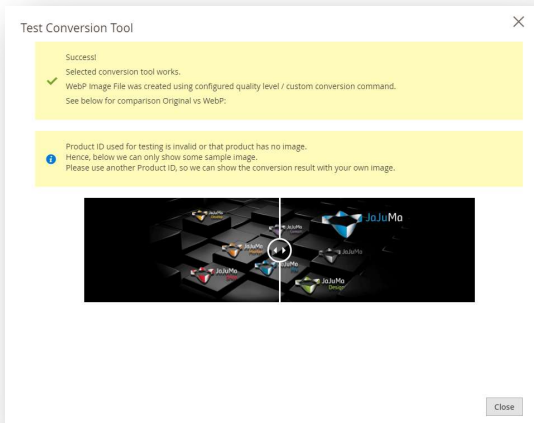 Test Conversion Tool
Success!
Selected conversion tool works.
WebP Image File was created using configured quality level / custom conversion command.
See below for comparison Original vs WebP:
Product ID used for testing is invalid or that product has no image.
Hence, below we can only show some sample image.
Please use another Product ID, so we can show the conversion result with your own image.
JaJuMa
JaJuMa
JaJuMa
JaJuMa
JaJuMa
JaJuMa
JaJuMa
Design
Close